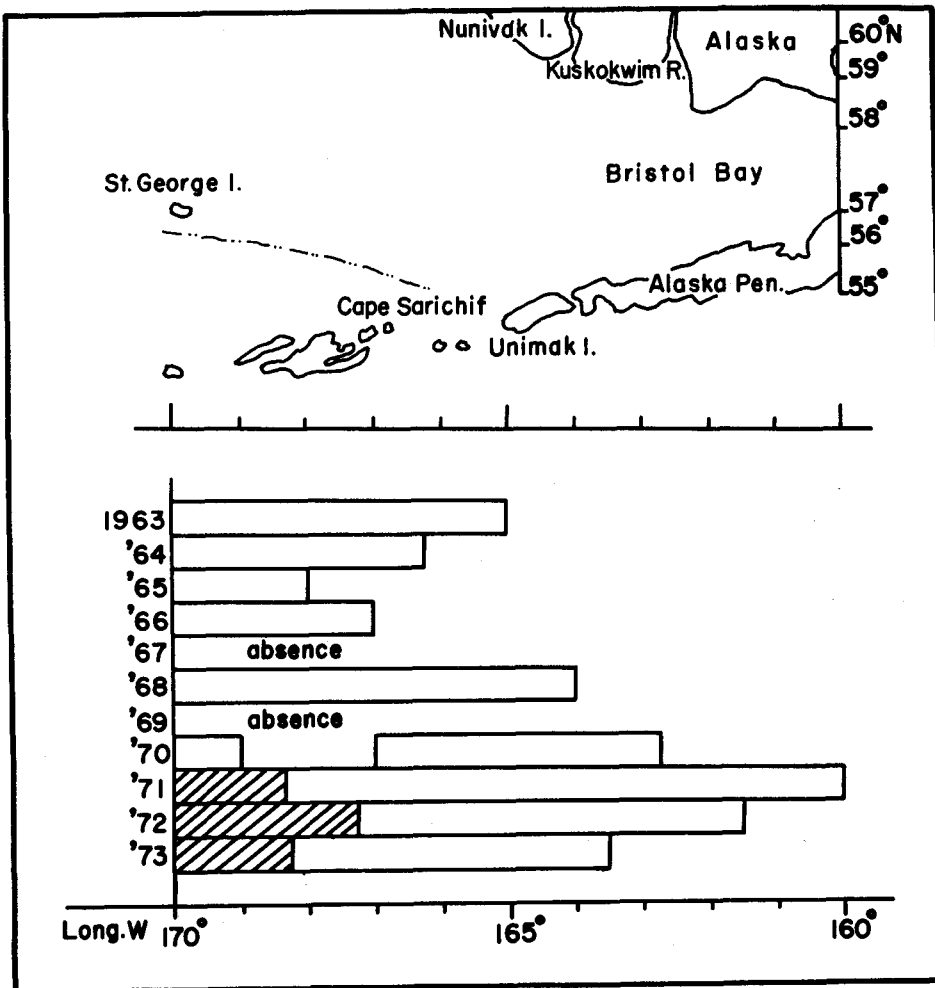 Nunivak I.
Alaska
60°N
Kuskokwim R.
59°
58°
Bristol Bay
St. George I.
57°
56°
Alaska Pen.
55°
Cape Sarichif
Unimak I.
1963
'64
'65
'66
'67 absence
'68
'69 absence
'70
'71
'72
'73
Long. W 170° 165° 160°